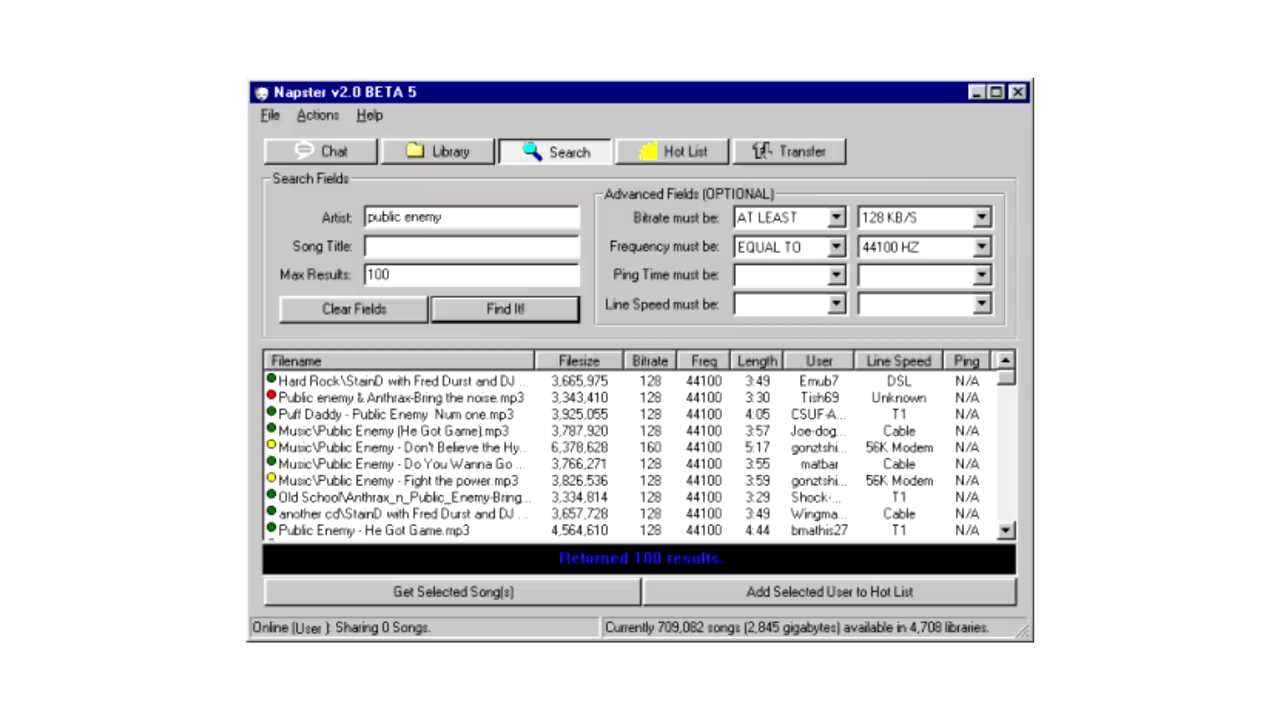 Napster v2.0 BETA 5
File Actions Help
Chat Library Search Hot List Transfer
Search Fields
Advanced Fields (OPTIONAL)
Artist: public enemy Bitrate must be: AT LEAST 128 KB/S
Song Title: Frequency must be: EQUAL TO 44100 HZ
Max Results: 100 Ping Time must be:
Clear Fields Find It! Line Speed must be:
Filename Filesize Bitrate Freq Length User Line Speed Ping
Hard Rock\StainD with Fred Durst and DJ ... 3,665,975 128 44100 3:49 Emub7 DSL N/A
Public enemy & Anthrax-Bring the noise.mp3 3,343,410 128 44100 3:30 Tish69 Unknown N/A
Puff Daddy - Public Enemy Num one.mp3 3,925,055 128 44100 4:05 CSUF-A... T1 N/A
Music\Public Enemy (He Got Game).mp3 3,787,920 128 44100 3:57 Joe-dog... Cable N/A
Music\Public Enemy - Don't Believe the Hy... 6,378,628 160 44100 5:17 gonztshi... 56K Modem N/A
Music\Public Enemy - Do You Wanna Go ... 3,766,271 128 44100 3:55 matbar Cable N/A
Music\Public Enemy - Fight the power.mp3 3,826,536 128 44100 3:59 gonztshi... 56K Modem N/A
Old School\Anthrax_n_Public_Enemy-Bring... 3,334,814 128 44100 3:29 Shock-... T1 N/A
another cd\StainD with Fred Durst and DJ ... 3,657,728 128 44100 3:49 Wingma... Cable N/A
Public Enemy - He Got Game.mp3 4,564,610 128 44100 4:44 bmathis27 T1 N/A
Returned 100 results.
Get Selected Song(s) Add Selected User to Hot List
Online (User ): Sharing 0 Songs. Currently 709,082 songs (2,845 gigabytes) available in 4,708 libraries.